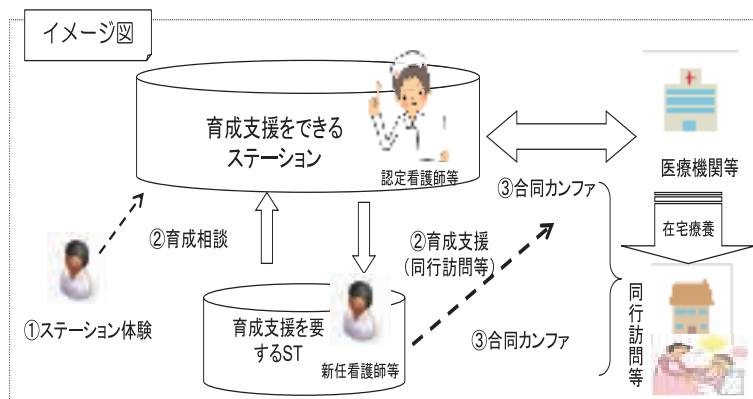 イメージ図
育成支援をできる
ステーション
認定看護師等
医療機関等
③合同カンファ
在宅療養
②育成相談
②育成支援
(同行訪問等)
①ステーション体験
育成支援を要
するST
新任看護師等
③合同カンファ
同行訪問等